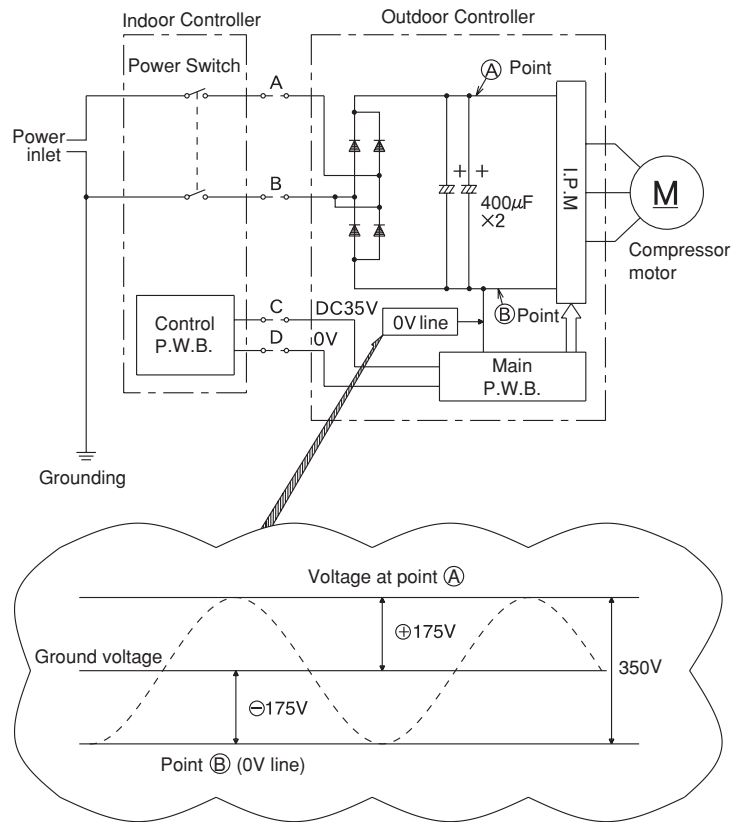 Indoor Controller
Outdoor Controller
Power Switch
A
Ⓐ Point
Power
inlet
B
+ +
400μF
×2
I.P.M
M
Compressor
motor
C
DC35V
Ⓑ Point
Control
P.W.B.
0V line
D
0V
Main
P.W.B.
Grounding
Voltage at point Ⓐ
⊕175V
Ground voltage
350V
⊖175V
Point Ⓑ (0V line)